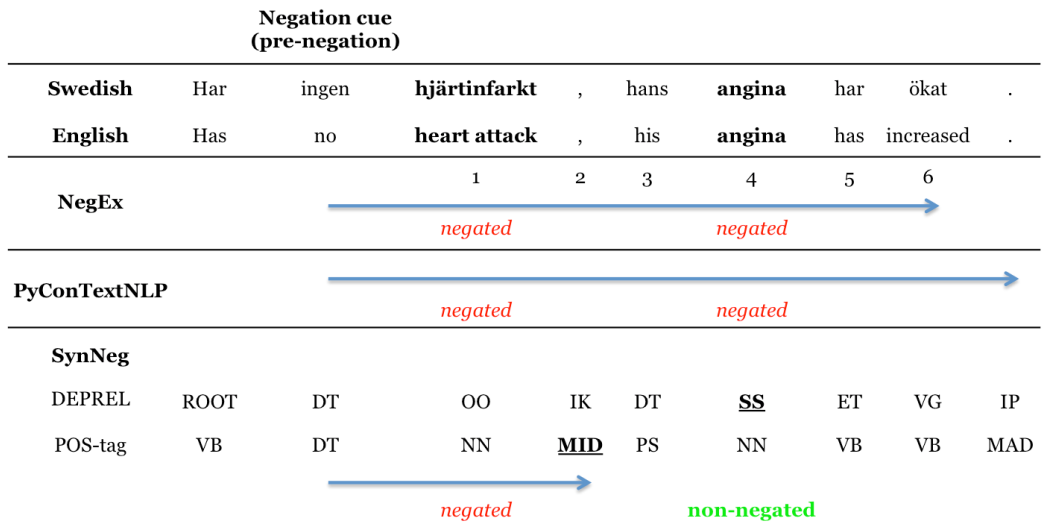 Negation cue
(pre-negation)
Swedish Har ingen hjärtinfarkt , hans angina har ökat .
English Has no heart attack , his angina has increased .
1 2 3 4 5 6
NegEx
negated negated
PyConTextNLP
negated negated
SynNeg
DEPREL ROOT DT OO IK DT SS ET VG IP
POS-tag VB DT NN MID PS NN VB VB MAD
negated non-negated